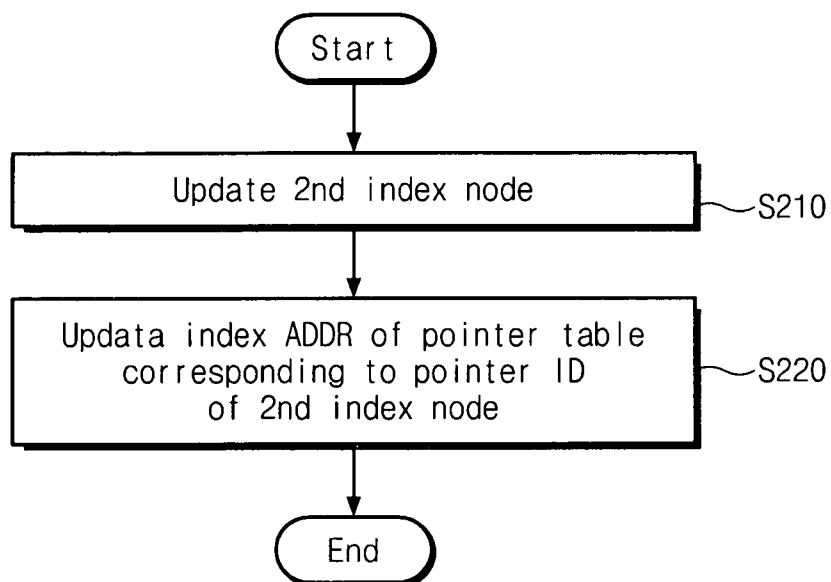 Start
Update 2nd index node
S210
Updata index ADDR of pointer table
corresponding to pointer ID
of 2nd index node
S220
End